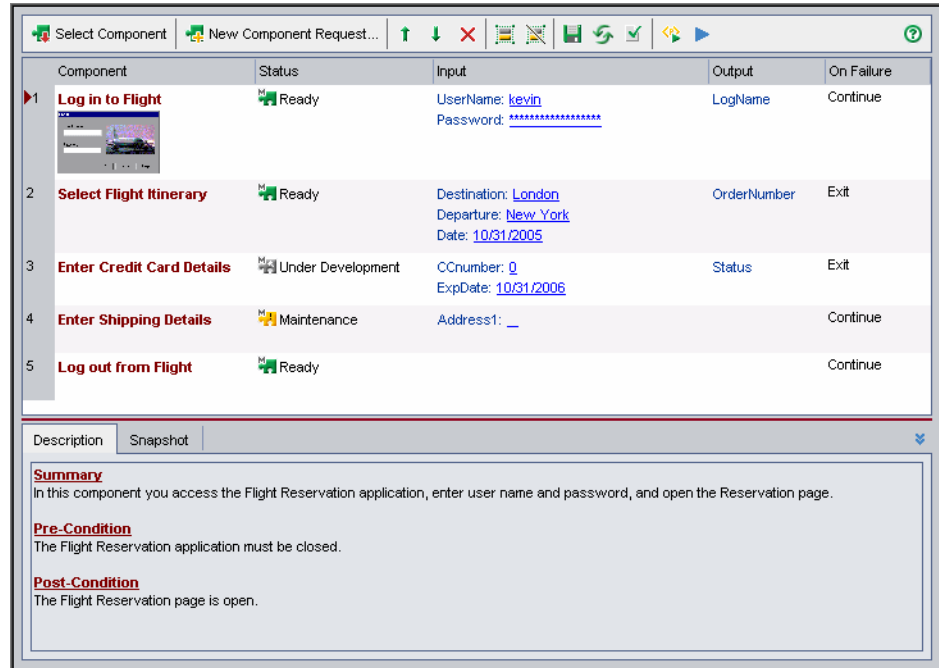 Select Component New Component Request...
Component Status Input Output On Failure
1 Log in to Flight M Ready UserName: kevin LogName Continue
Password: ******************
2 Select Flight Itinerary M Ready Destination: London OrderNumber Exit
Departure: New York
Date: 10/31/2005
3 Enter Credit Card Details M Under Development CCnumber: 0 Status Exit
ExpDate: 10/31/2006
4 Enter Shipping Details M Maintenance Address1: Continue
5 Log out from Flight M Ready Continue
Description Snapshot
Summary
In this component you access the Flight Reservation application, enter user name and password, and open the Reservation page.
Pre-Condition
The Flight Reservation application must be closed.
Post-Condition
The Flight Reservation page is open.